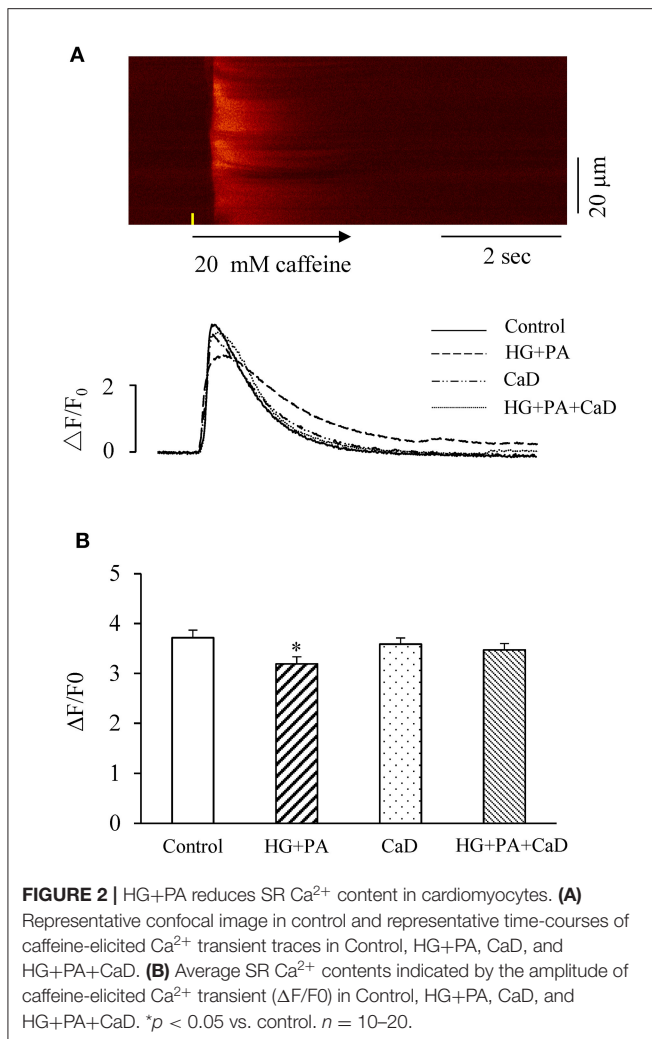 A
20 μm
20 mM caffeine
2 sec
Control
HG+PA
CaD
HG+PA+CaD
2
0
△F/F₀
B
5
4
3
2
1
0
ΔF/F0
*
Control HG+PA CaD HG+PA+CaD
FIGURE 2 | HG+PA reduces SR Ca²⁺ content in cardiomyocytes. (A)
Representative confocal image in control and representative time-courses of
caffeine-elicited Ca²⁺ transient traces in Control, HG+PA, CaD, and
HG+PA+CaD. (B) Average SR Ca²⁺ contents indicated by the amplitude of
caffeine-elicited Ca²⁺ transient (ΔF/F0) in Control, HG+PA, CaD, and
HG+PA+CaD. *p < 0.05 vs. control. n = 10–20.